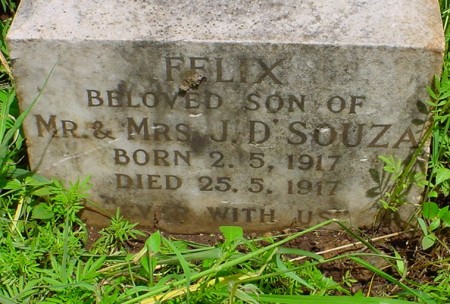 FELIX
BELOVED SON OF
MR. & MRS. J. D'SOUZA
BORN 2. 5. 1917
DIED 25. 5. 1917
WITH US